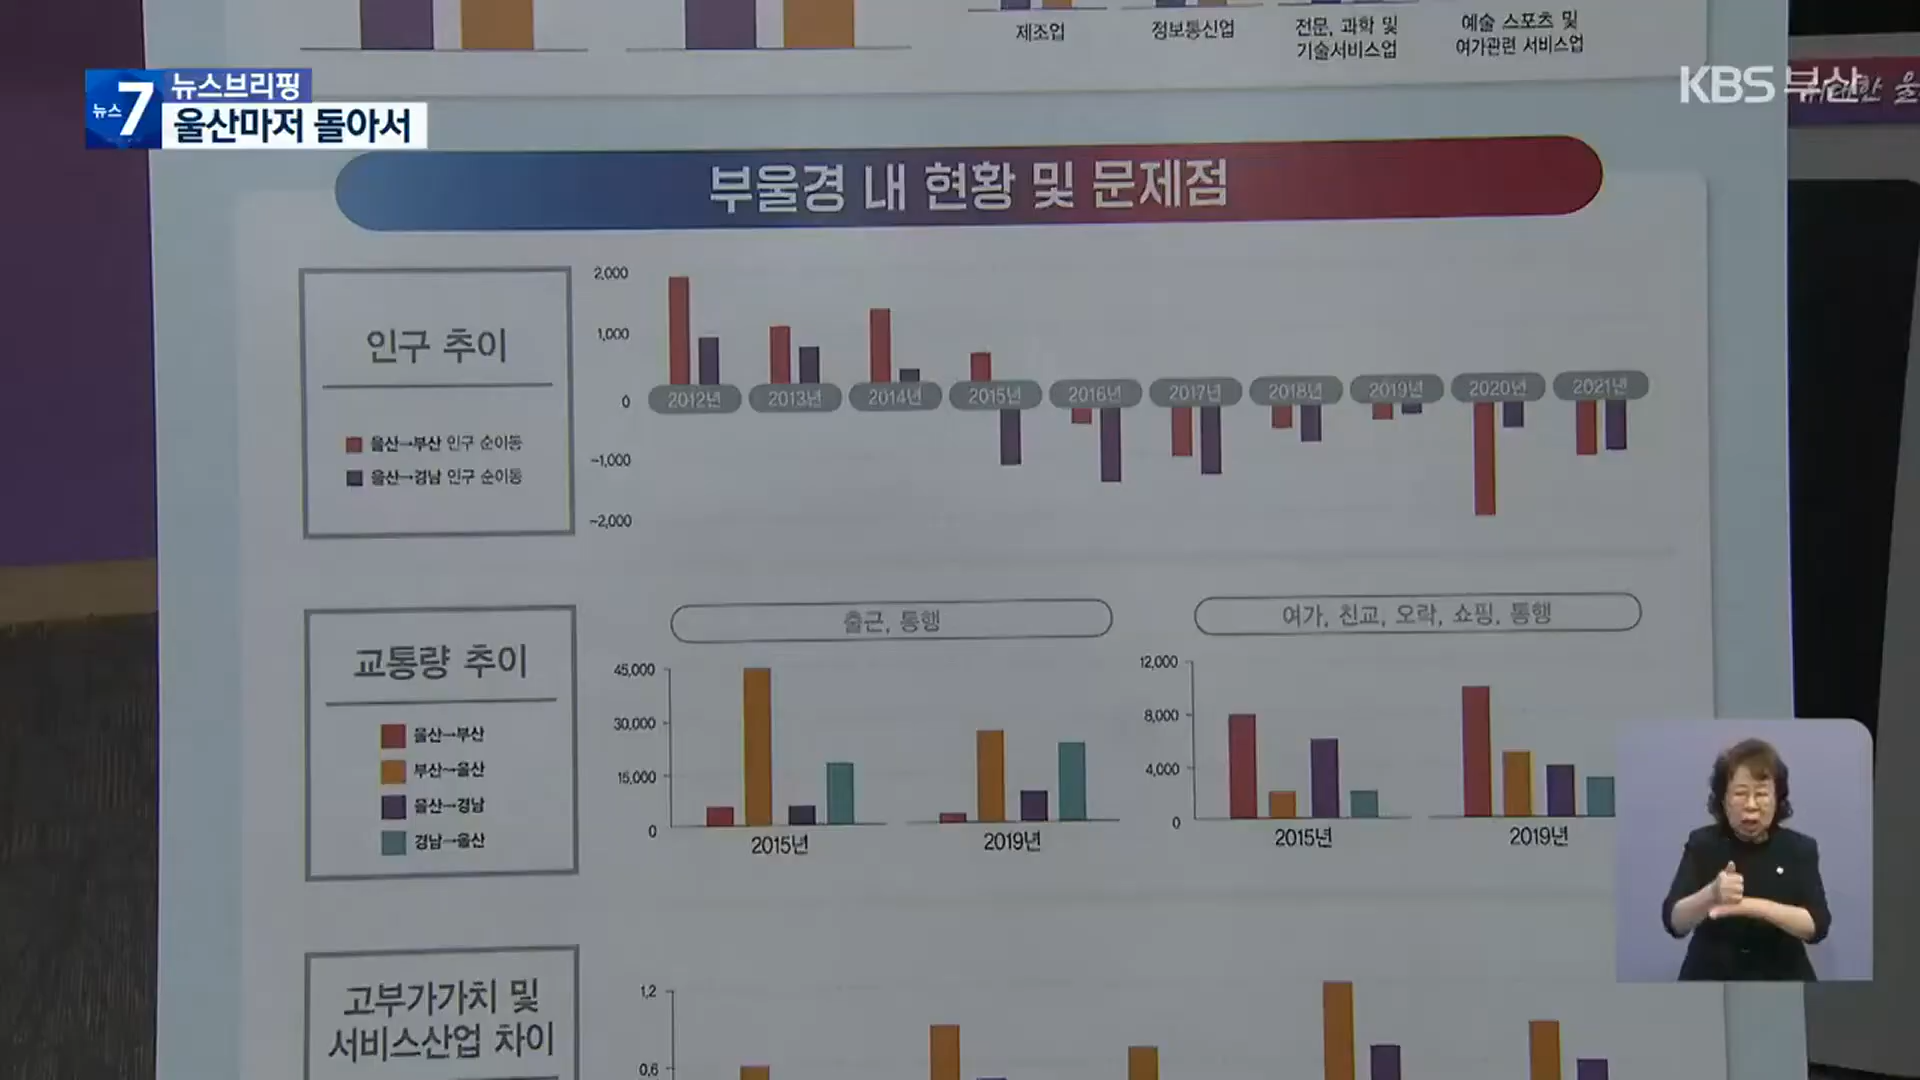 제조업
정보통신업
전문, 과학 및
기술서비스업
예술 스포츠 및
여가관련 서비스업
뉴스7
뉴스브리핑
울산마저 돌아서
KBS 부산
부울경 내 현황 및 문제점
인구 추이
울산→부산 인구 순이동
울산→경남 인구 순이동
2,000
1,000
0
-1,000
-2,000
2012년 2013년 2014년 2015년 2016년 2017년 2018년 2019년 2020년 2021년
교통량 추이
울산→부산
부산→울산
울산→경남
경남→울산
출근, 통행
45,000
30,000
15,000
0
2015년 2019년
여가, 친교, 오락, 쇼핑, 통행
12,000
8,000
4,000
0
2015년 2019년
고부가가치 및
서비스산업 차이
1.2
0.6